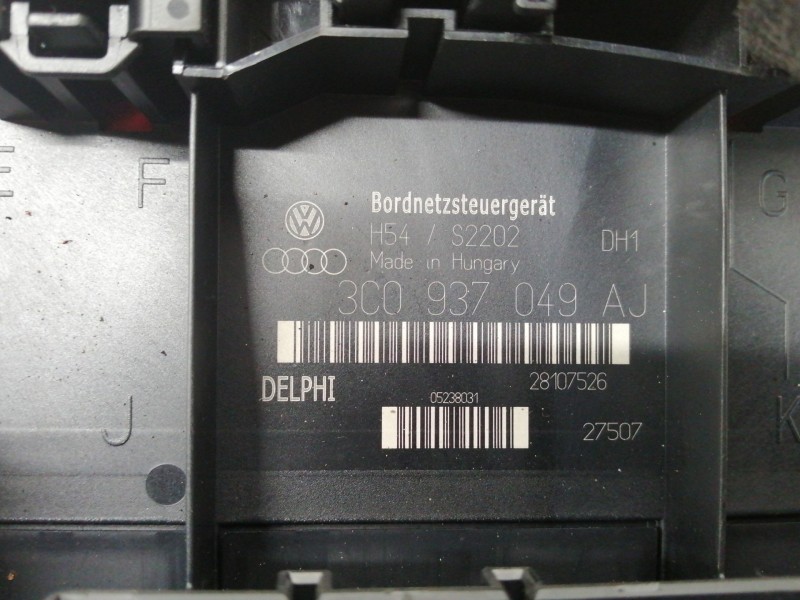 E F G
Bordnetzsteuergerät
H54 / S2202 DH1
Made in Hungary
3C0 937 049 AJ
DELPHI 28107526
05238031
J 27507 K